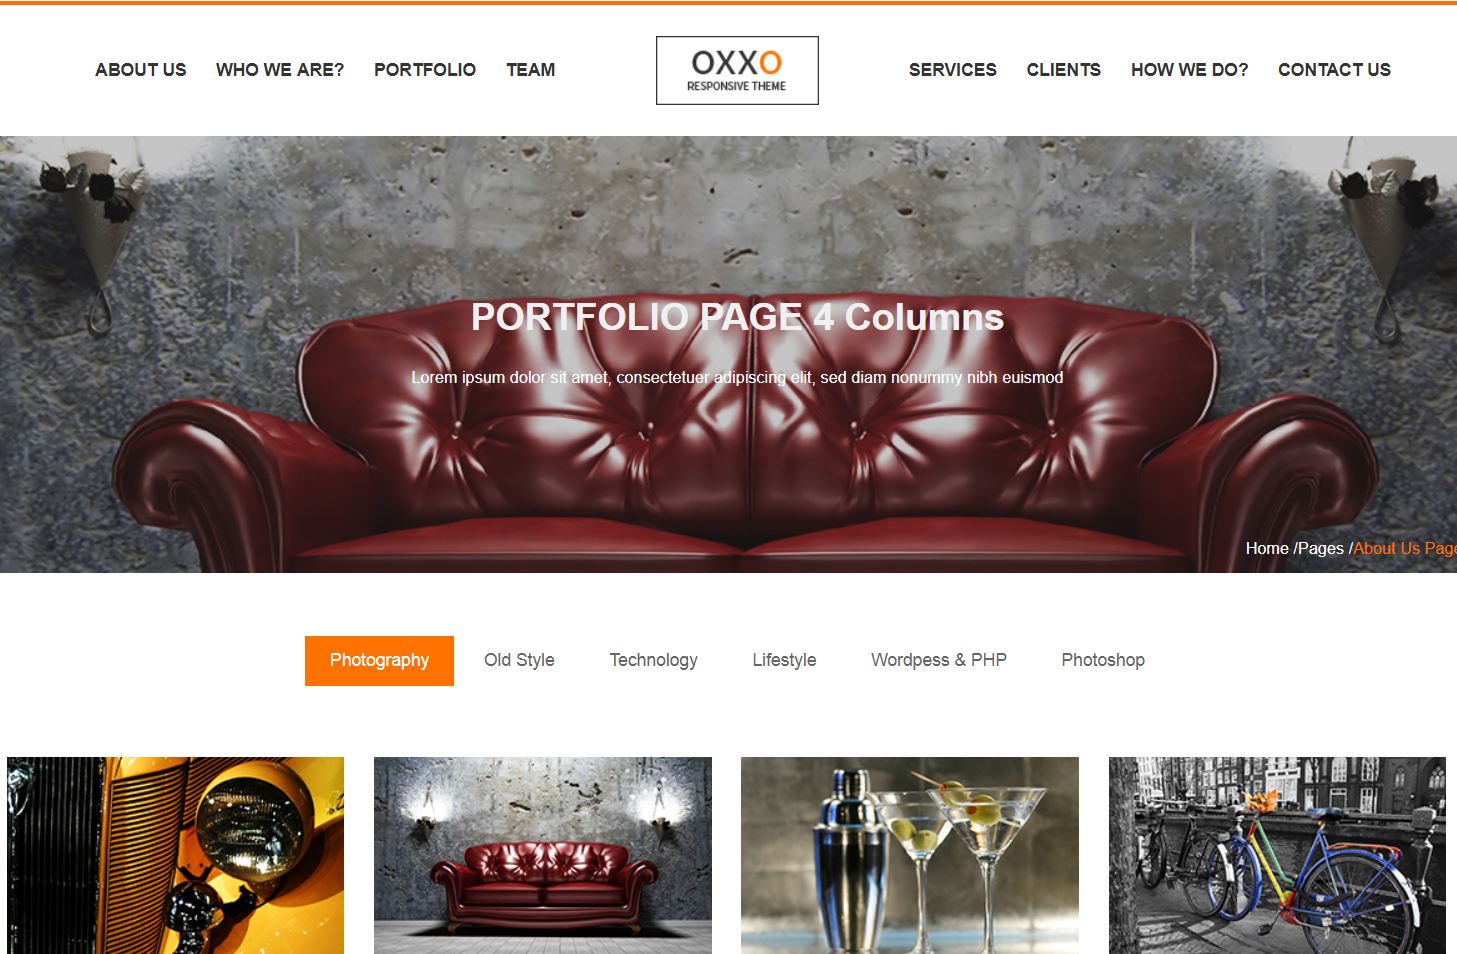 ABOUT US WHO WE ARE? PORTFOLIO TEAM
OXXO
RESPONSIVE THEME
SERVICES CLIENTS HOW WE DO? CONTACT US
PORTFOLIO PAGE 4 Columns
Lorem ipsum dolor sit amet, consectetuer adipiscing elit, sed diam nonummy nibh euismod
Home /Pages /About Us Page
Photography Old Style Technology Lifestyle Wordpess & PHP Photoshop